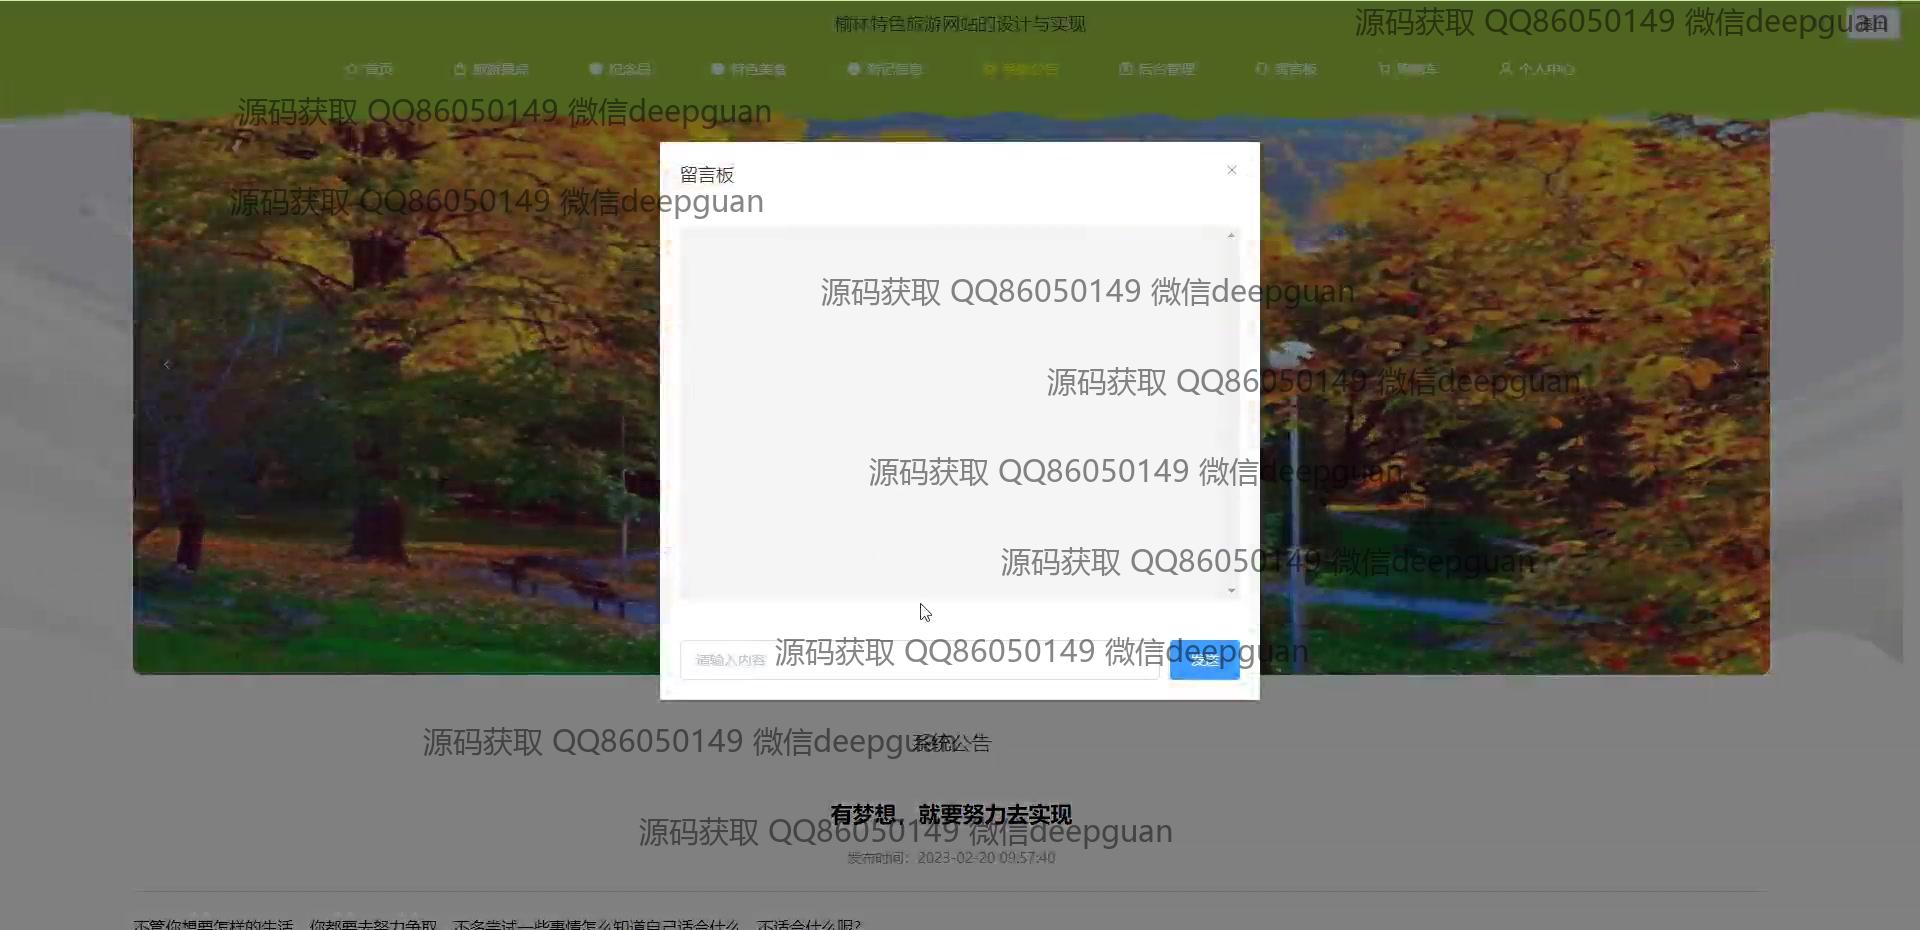 榆林特色旅游网站的设计与实现
源码获取 QQ86050149 微信deepguan
首页 旅游景点 纪念品 特色美食 游记信息 系统公告 后台管理 留言板 购物车 个人中心
源码获取 QQ86050149 微信deepguan
留言板
源码获取 QQ86050149 微信deepguan
源码获取 QQ86050149 微信deepguan
源码获取 QQ86050149 微信deepguan
源码获取 QQ86050149 微信deepguan
源码获取 QQ86050149 微信deepguan
请输入内容
源码获取 QQ86050149 微信deepguan
发送
源码获取 QQ86050149 微信deepguan
系统公告
有梦想，就要努力去实现
源码获取 QQ86050149 微信deepguan
发布时间：2023-02-20 09:57:40
不管你想要怎样的生活，你都要去努力争取，不多尝试一些事情怎么知道自己适合什么、不适合什么呢?